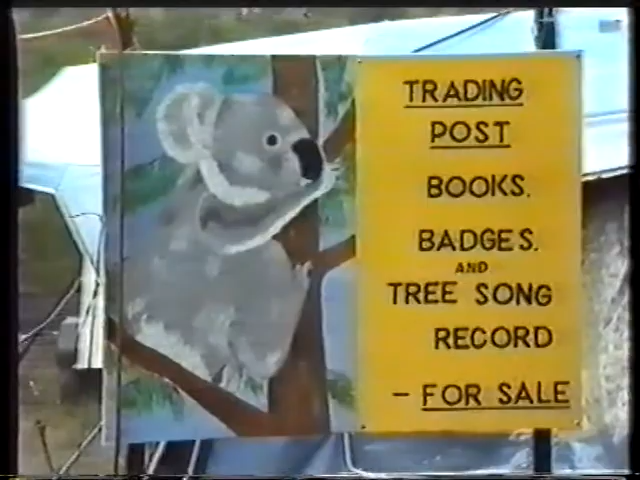 TRADING
POST
BOOKS.
BADGES.
AND
TREE SONG
RECORD
- FOR SALE